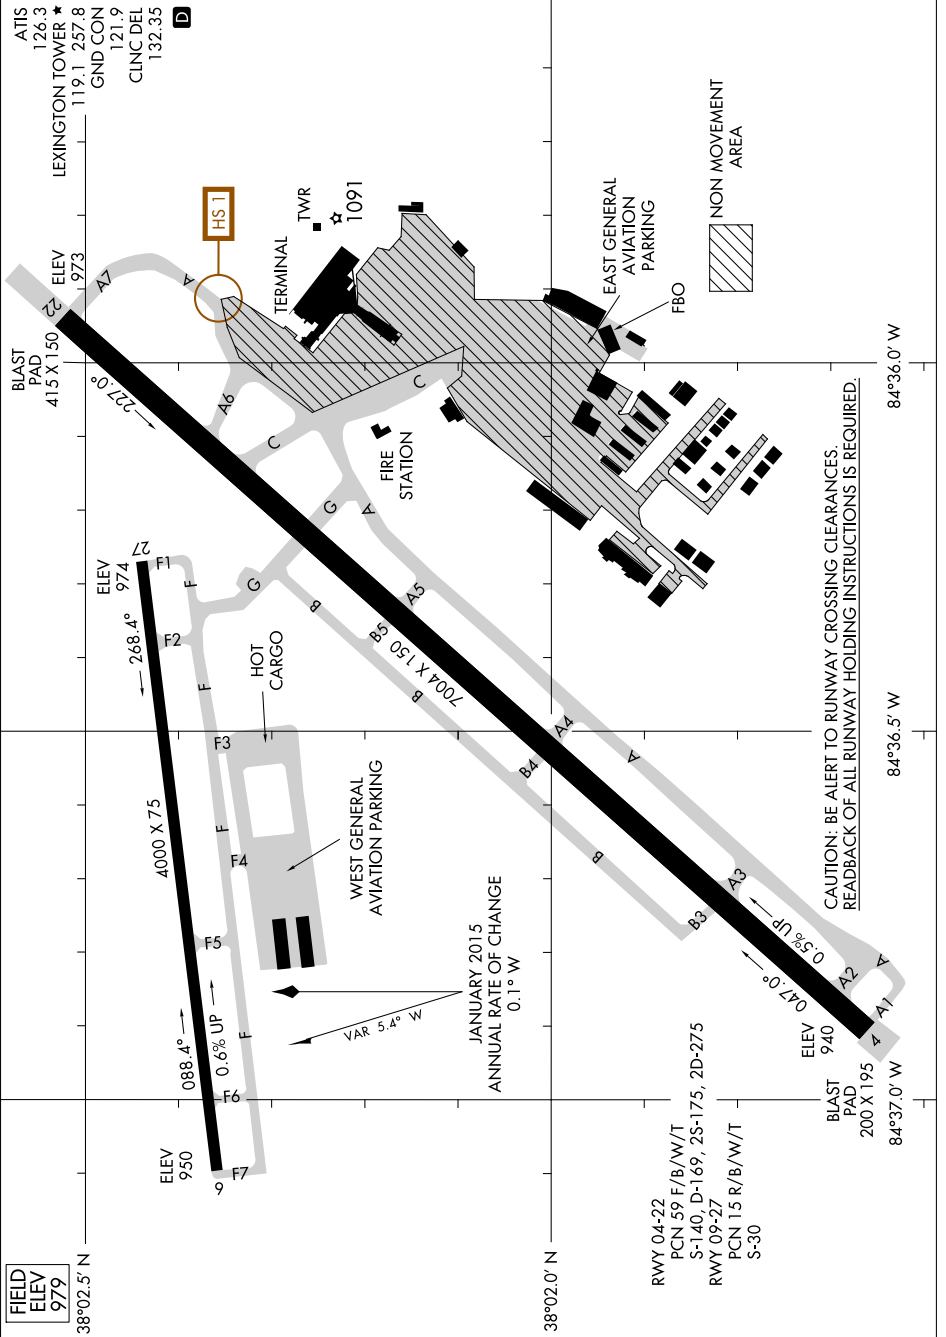 ATIS
126.3
LEXINGTON TOWER ★
119.1 257.8
GND CON
121.9
CLNC DEL
132.35
D
FIELD
ELEV
979
HS 1
TWR
1091
TERMINAL
ELEV
973
22
A7
A
BLAST
PAD
415 X 150
227.0°
A6
C
C
FIRE
STATION
EAST GENERAL
AVIATION
PARKING
FBO
NON MOVEMENT
AREA
84°36.0' W
G
A
G
27
ELEV
974
F1
F
F2
268.4°
F
HOT
CARGO
F3
B
B5
A5
7004 X 150
B
84°36.5' W
A4
B4
A
4000 X 75
F
F4
WEST GENERAL
AVIATION PARKING
B
A3
B3
0.5% UP
047.0°
F5
JANUARY 2015
ANNUAL RATE OF CHANGE
0.1° W
VAR 5.4° W
088.4°
0.6% UP
F
F6
A
A2
A1
4
ELEV
940
BLAST
PAD
200 X 195
84°37.0' W
ELEV
950
9
F7
CAUTION: BE ALERT TO RUNWAY CROSSING CLEARANCES.
READBACK OF ALL RUNWAY HOLDING INSTRUCTIONS IS REQUIRED.
RWY 04-22
PCN 59 F/B/W/T
S-140, D-169, 2S-175, 2D-275
RWY 09-27
PCN 15 R/B/W/T
S-30
38°02.5' N
38°02.0' N